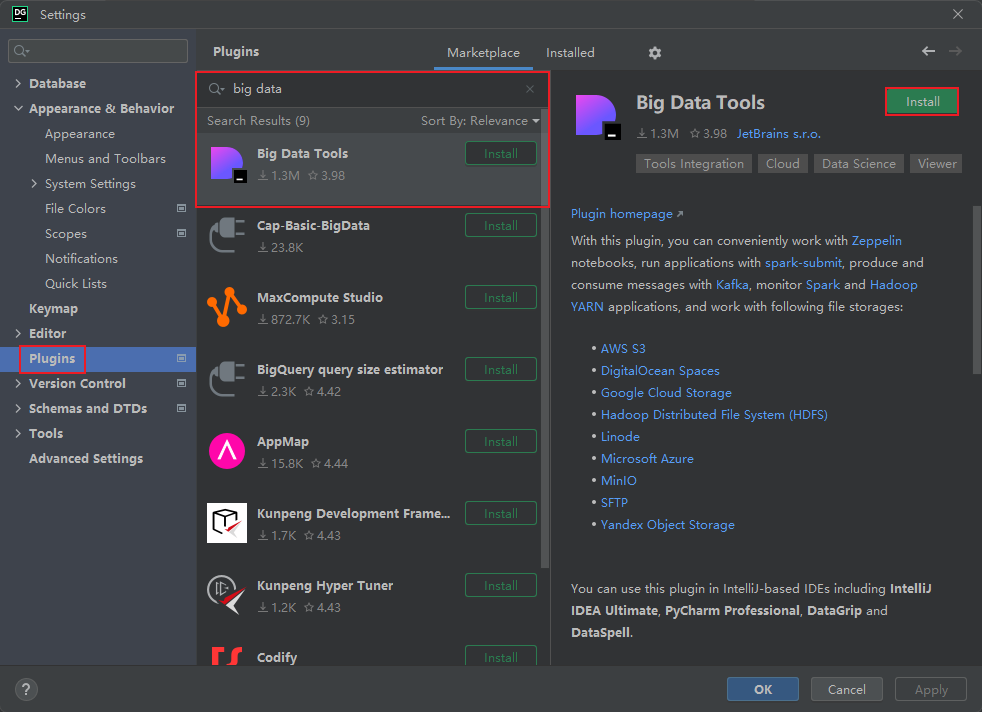 DG
Settings
Database
Appearance & Behavior
Appearance
Menus and Toolbars
System Settings
File Colors
Scopes
Notifications
Quick Lists
Keymap
Editor
Plugins
Version Control
Schemas and DTDs
Tools
Advanced Settings
Plugins
Marketplace
Installed
big data
Search Results (9)
Sort By: Relevance
Big Data Tools
Install
1.3M 3.98
Cap-Basic-BigData
Install
23.8K
MaxCompute Studio
Install
872.7K 3.15
BigQuery query size estimator
Install
2.3K 4.42
AppMap
Install
15.8K 4.44
Kunpeng Development Frame...
Install
1.7K 4.43
Kunpeng Hyper Tuner
Install
1.2K 4.43
Codify
Install
Big Data Tools
Install
1.3M 3.98 JetBrains s.r.o.
Tools Integration Cloud Data Science Viewer
Plugin homepage
With this plugin, you can conveniently work with Zeppelin
notebooks, run applications with spark-submit, produce and
consume messages with Kafka, monitor Spark and Hadoop
YARN applications, and work with following file storages:
• AWS S3
• DigitalOcean Spaces
• Google Cloud Storage
• Hadoop Distributed File System (HDFS)
• Linode
• Microsoft Azure
• MinIO
• SFTP
• Yandex Object Storage
You can use this plugin in IntelliJ-based IDEs including IntelliJ
IDEA Ultimate, PyCharm Professional, DataGrip and
DataSpell.
?
OK
Cancel
Apply